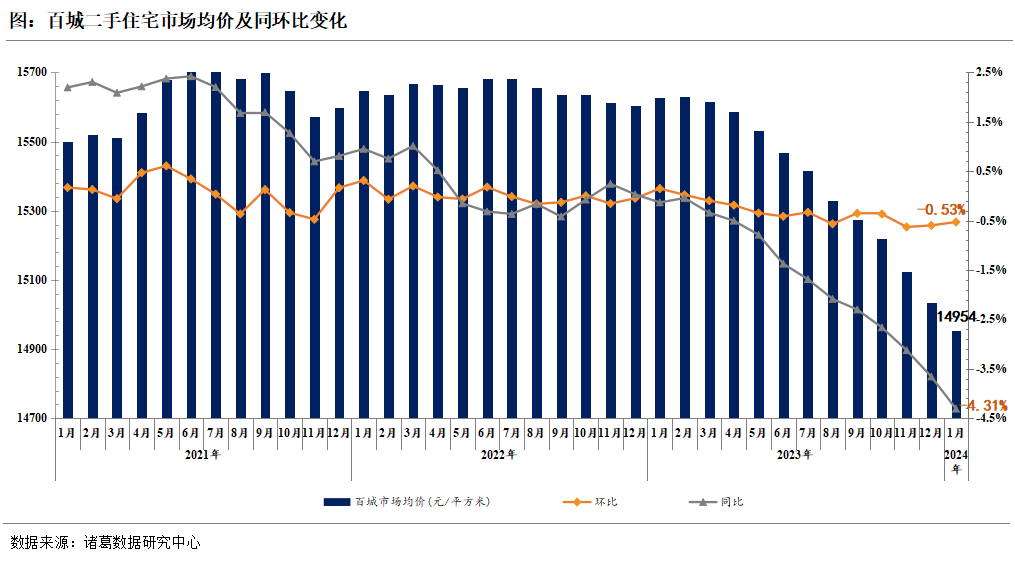 图：百城二手住宅市场均价及同环比变化
15700
15500
15300
15100
14900
14700
2.5%
1.5%
0.5%
-0.5%
-1.5%
-2.5%
-3.5%
-4.5%
-0.53%
14954
-4.31%
1月 2月 3月 4月 5月 6月 7月 8月 9月 10月 11月 12月 1月 2月 3月 4月 5月 6月 7月 8月 9月 10月 11月 12月 1月 2月 3月 4月 5月 6月 7月 8月 9月 10月 11月 12月 1月
2021年 2022年 2023年 2024
年
百城市场均价(元/平方米) 环比 同比
数据来源：诸葛数据研究中心